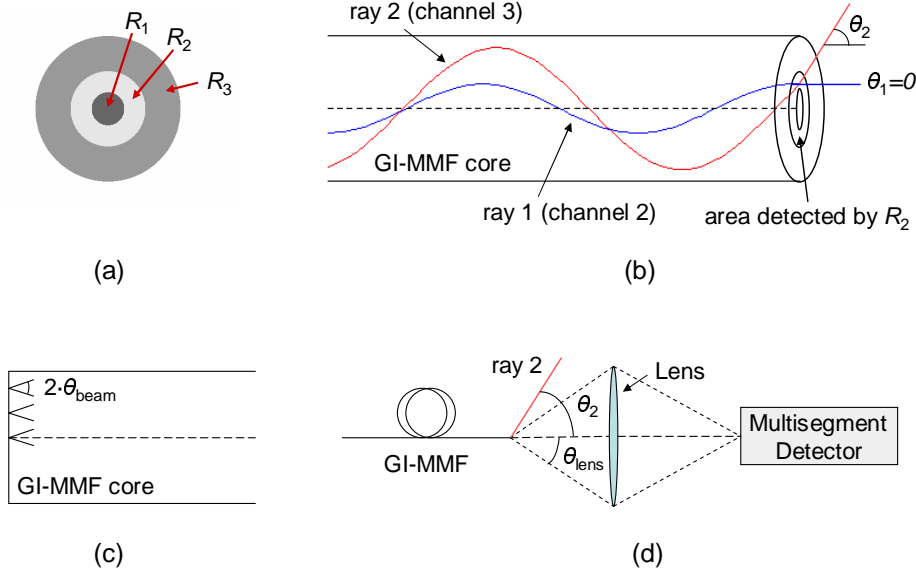 R1
R2
R3
(a)
ray 2 (channel 3)
θ2
θ1=0
GI-MMF core
ray 1 (channel 2)
area detected by R2
(b)
2·θbeam
GI-MMF core
(c)
ray 2
Lens
θ2
θlens
GI-MMF
Multisegment
Detector
(d)